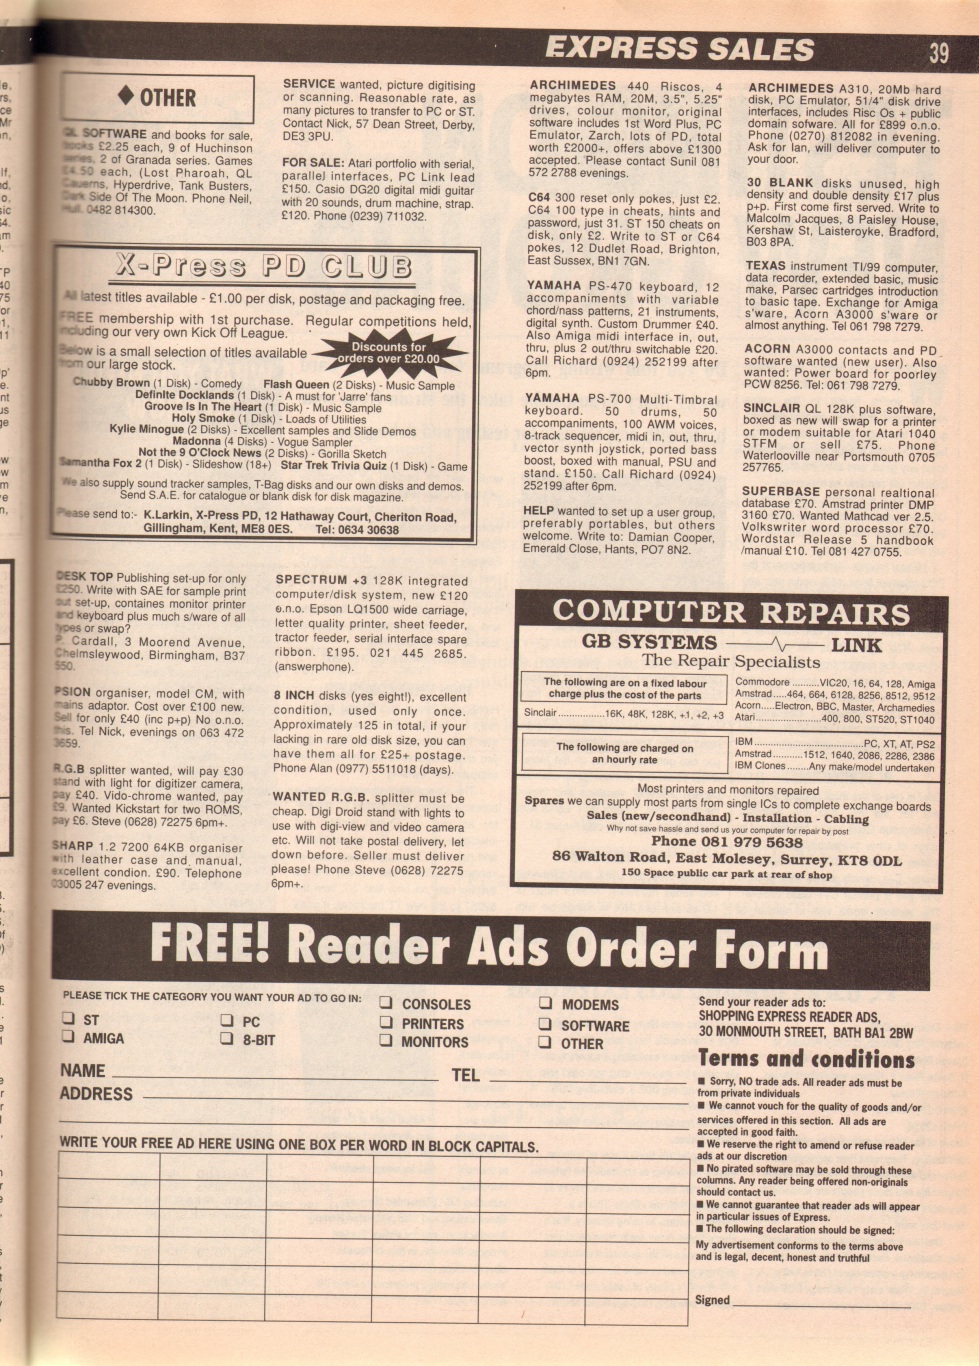 EXPRESS SALES
39
◆ OTHER
QL SOFTWARE and books for sale,
books £2.25 each, 9 of Huchinson
series, 2 of Granada series. Games
£4.50 each, (Lost Pharoah, QL
Caverns, Hyperdrive, Tank Busters,
Dark Side Of The Moon. Phone Neil,
Hull. 0482 814300.
SERVICE wanted, picture digitising
or scanning. Reasonable rate, as
many pictures to transfer to PC or ST.
Contact Nick, 57 Dean Street, Derby,
DE3 3PU.
FOR SALE: Atari portfolio with serial,
parallel interfaces, PC Link lead
£150. Casio DG20 digital midi guitar
with 20 sounds, drum machine, strap.
£120. Phone (0239) 711032.
X-Press PD CLUB
All latest titles available - £1.00 per disk, postage and packaging free.
FREE membership with 1st purchase. Regular competitions held,
including our very own Kick Off League.
Below is a small selection of titles available
from our large stock.
Discounts for
orders over £20.00
Chubby Brown (1 Disk) - Comedy Flash Queen (2 Disks) - Music Sample
Definite Docklands (1 Disk) - A must for 'Jarre' fans
Groove Is In The Heart (1 Disk) - Music Sample
Holy Smoke (1 Disk) - Loads of Utilities
Kylie Minogue (2 Disks) - Excellent samples and Slide Demos
Madonna (4 Disks) - Vogue Sampler
Not the 9 O'Clock News (2 Disks) - Gorilla Sketch
Samantha Fox 2 (1 Disk) - Slideshow (18+) Star Trek Trivia Quiz (1 Disk) - Game
We also supply sound tracker samples, T-Bag disks and our own disks and demos.
Send S.A.E. for catalogue or blank disk for disk magazine.
Please send to:- K.Larkin, X-Press PD, 12 Hathaway Court, Cheriton Road,
Gillingham, Kent, ME8 0ES. Tel: 0634 30638
DESK TOP Publishing set-up for only
£250. Write with SAE for sample print
out set-up, containes monitor printer
and keyboard plus much s/ware of all
types or swap?
P. Cardall, 3 Moorend Avenue,
Chelmsleywood, Birmingham, B37
550.
PSION organiser, model CM, with
mains adaptor. Cost over £100 new.
Sell for only £40 (inc p+p) No o.n.o.
this. Tel Nick, evenings on 063 472
3659.
R.G.B splitter wanted, will pay £30
stand with light for digitizer camera,
pay £40. Vido-chrome wanted, pay
£9. Wanted Kickstart for two ROMS,
pay £6. Steve (0628) 72275 6pm+.
SHARP 1.2 7200 64KB organiser
with leather case and manual,
excellent condion. £90. Telephone
03005 247 evenings.
SPECTRUM +3 128K integrated
computer/disk system, new £120
o.n.o. Epson LQ1500 wide carriage,
letter quality printer, sheet feeder,
tractor feeder, serial interface spare
ribbon. £195. 021 445 2685.
(answerphone).
8 INCH disks (yes eight!), excellent
condition, used only once.
Approximately 125 in total, if your
lacking in rare old disk size, you can
have them all for £25+ postage.
Phone Alan (0977) 5511018 (days).
WANTED R.G.B. splitter must be
cheap. Digi Droid stand with lights to
use with digi-view and video camera
etc. Will not take postal delivery, let
down before. Seller must deliver
please! Phone Steve (0628) 72275
6pm+.
ARCHIMEDES 440 Riscos, 4
megabytes RAM, 20M, 3.5", 5.25"
drives, colour monitor, original
software includes 1st Word Plus, PC
Emulator, Zarch, lots of PD, total
worth £2000+, offers above £1300
accepted. Please contact Sunil 081
572 2788 evenings.
C64 300 reset only pokes, just £2.
C64 100 type in cheats, hints and
password, just 31. ST 150 cheats on
disk, only £2. Write to ST or C64
pokes, 12 Dudlet Road, Brighton,
East Sussex, BN1 7GN.
YAMAHA PS-470 keyboard, 12
accompaniments with variable
chord/nass patterns, 21 instruments,
digital synth. Custom Drummer £40.
Also Amiga midi interface in, out,
thru, plus 2 out/thru switchable £20.
Call Richard (0924) 252199 after
6pm.
YAMAHA PS-700 Multi-Timbral
keyboard. 50 drums, 50
accompaniments, 100 AWM voices,
8-track sequencer, midi in, out, thru,
vector synth joystick, ported bass
boost, boxed with manual, PSU and
stand. £150. Call Richard (0924)
252199 after 6pm.
HELP wanted to set up a user group,
preferably portables, but others
welcome. Write to: Damian Cooper,
Emerald Close, Hants, PO7 8N2.
ARCHIMEDES A310, 20Mb hard
disk, PC Emulator, 51/4" disk drive
interfaces, includes Risc Os + public
domain sofware. All for £899 o.n.o.
Phone (0270) 812082 in evening.
Ask for Ian, will deliver computer to
your door.
30 BLANK disks unused, high
density and double density £17 plus
p+p. First come first served. Write to
Malcolm Jacques, 8 Paisley House,
Kershaw St, Laisteroyke, Bradford,
B03 8PA.
TEXAS instrument TI/99 computer,
data recorder, extended basic, music
make, Parsec cartridges introduction
to basic tape. Exchange for Amiga
s'ware, Acorn A3000 s'ware or
almost anything. Tel 061 798 7279.
ACORN A3000 contacts and PD
software wanted (new user). Also
wanted: Power board for poorley
PCW 8256. Tel: 061 798 7279.
SINCLAIR QL 128K plus software,
boxed as new will swap for a printer
or modem suitable for Atari 1040
STFM or sell £75. Phone
Waterlooville near Portsmouth 0705
257765.
SUPERBASE personal realtional
database £70. Amstrad printer DMP
3160 £70. Wanted Mathcad ver 2.5.
Volkswriter word processor £70.
Wordstar Release 5 handbook
/manual £10. Tel 081 427 0755.
COMPUTER REPAIRS
GB SYSTEMS LINK
The Repair Specialists
The following are on a fixed labour
charge plus the cost of the parts
Sinclair...............16K, 48K, 128K, +1, +2, +3
Commodore ..........VIC20, 16, 64, 128, Amiga
Amstrad.....464, 664, 6128, 8256, 8512, 9512
Acorn....Electron, BBC, Master, Archamedies
Atari......................400, 800, ST520, ST1040
The following are charged on
an hourly rate
IBM......................................PC, XT, AT, PS2
Amstrad..........1512, 1640, 2086, 2286, 2386
IBM Clones.......Any make/model undertaken
Most printers and monitors repaired
Spares we can supply most parts from single ICs to complete exchange boards
Sales (new/secondhand) - Installation - Cabling
Why not save hassle and send us your computer for repair by post
Phone 081 979 5638
86 Walton Road, East Molesey, Surrey, KT8 0DL
150 Space public car park at rear of shop
FREE! Reader Ads Order Form
PLEASE TICK THE CATEGORY YOU WANT YOUR AD TO GO IN:
❏ ST
❏ AMIGA
❏ PC
❏ 8-BIT
❏ CONSOLES
❏ PRINTERS
❏ MONITORS
❏ MODEMS
❏ SOFTWARE
❏ OTHER
NAME TEL
ADDRESS
WRITE YOUR FREE AD HERE USING ONE BOX PER WORD IN BLOCK CAPITALS.
Send your reader ads to:
SHOPPING EXPRESS READER ADS,
30 MONMOUTH STREET, BATH BA1 2BW
Terms and conditions
■ Sorry, NO trade ads. All reader ads must be
from private individuals
■ We cannot vouch for the quality of goods and/or
services offered in this section. All ads are
accepted in good faith.
■ We reserve the right to amend or refuse reader
ads at our discretion
■ No pirated software may be sold through these
columns. Any reader being offered non-originals
should contact us.
■ We cannot guarantee that reader ads will appear
in particular issues of Express.
■ The following declaration should be signed:
My advertisement conforms to the terms above
and is legal, decent, honest and truthful
Signed